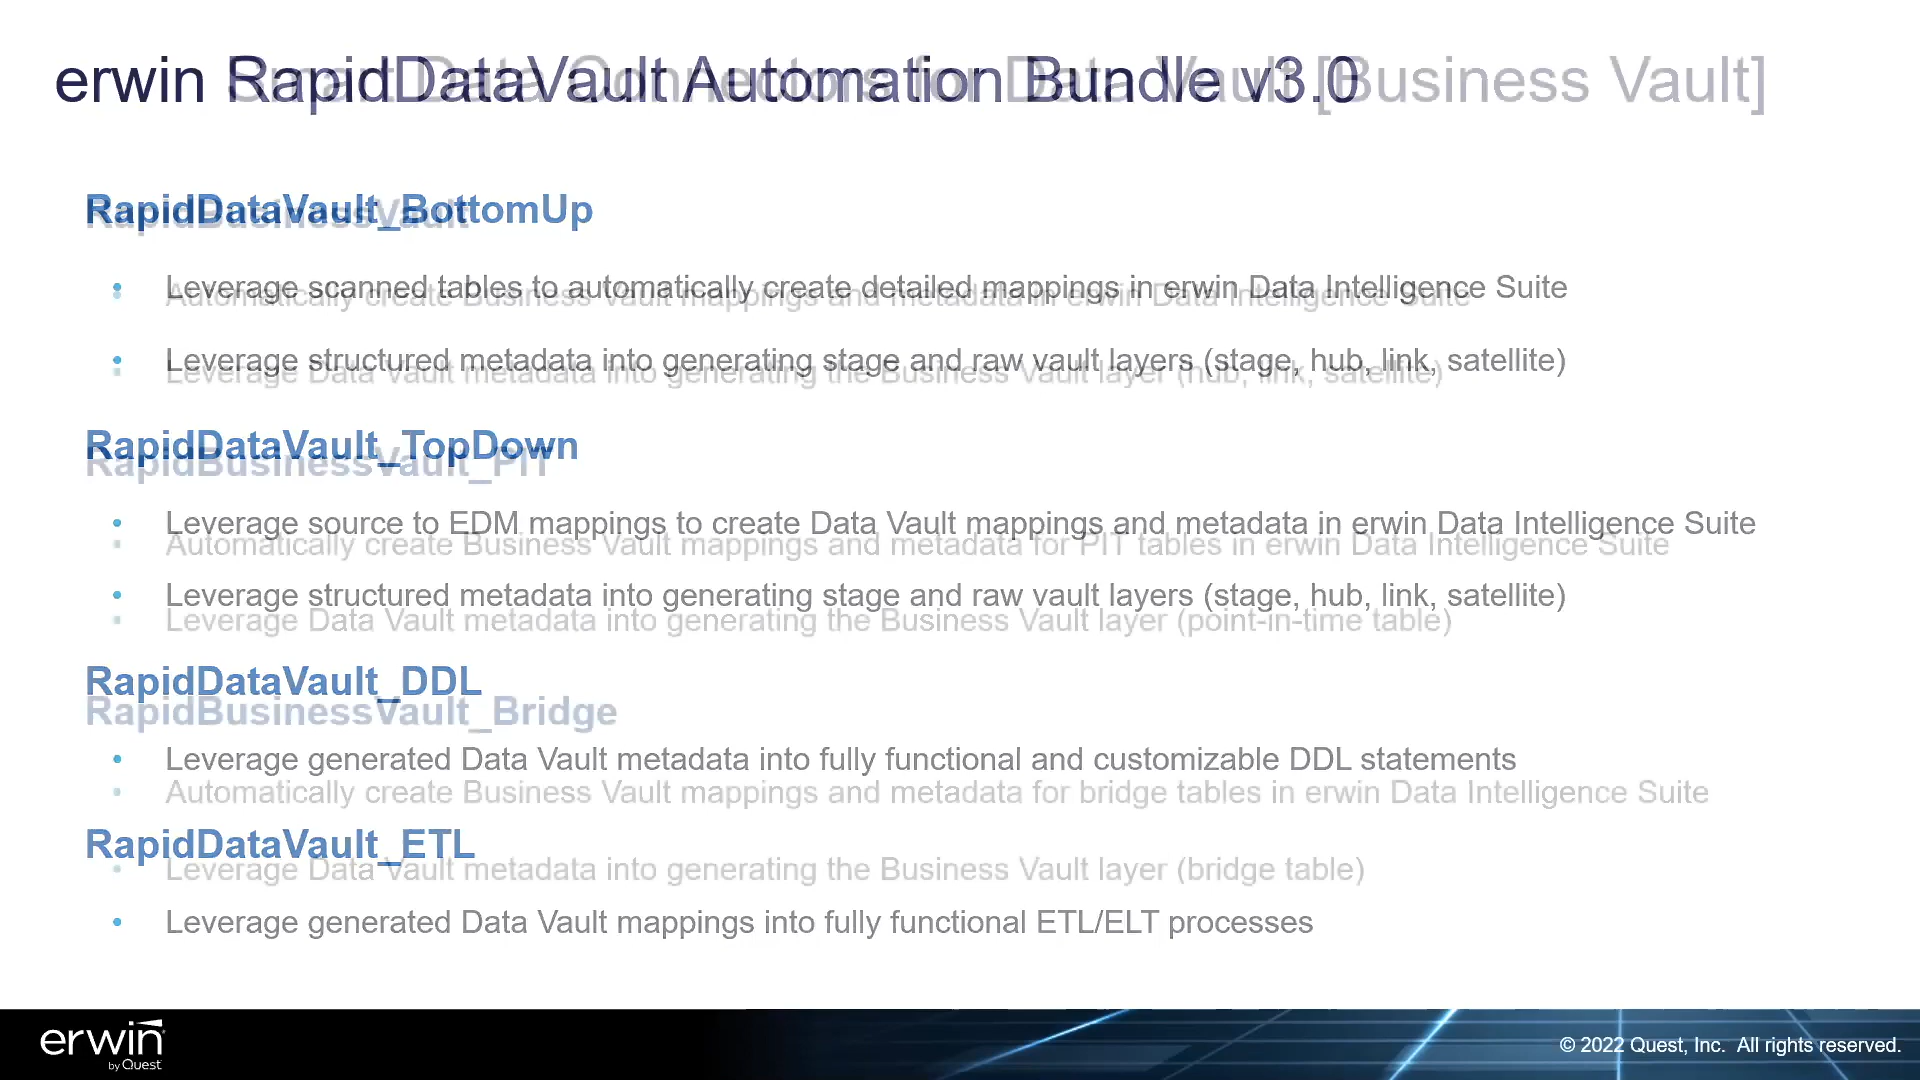 erwin RapidDataVault Automation Bundle v3.0
erwin Smart Data Connectors for Data Vault [Business Vault]
RapidDataVault_BottomUp
RapidBusinessVault
• Leverage scanned tables to automatically create detailed mappings in erwin Data Intelligence Suite
• Automatically create Business Vault mappings and metadata in erwin Data Intelligence Suite
• Leverage structured metadata into generating stage and raw vault layers (stage, hub, link, satellite)
• Leverage Data Vault metadata into generating the Business Vault layer (hub, link, satellite)
RapidDataVault_TopDown
RapidBusinessVault_PIT
• Leverage source to EDM mappings to create Data Vault mappings and metadata in erwin Data Intelligence Suite
• Automatically create Business Vault mappings and metadata for PIT tables in erwin Data Intelligence Suite
• Leverage structured metadata into generating stage and raw vault layers (stage, hub, link, satellite)
• Leverage Data Vault metadata into generating the Business Vault layer (point-in-time table)
RapidDataVault_DDL
RapidBusinessVault_Bridge
• Leverage generated Data Vault metadata into fully functional and customizable DDL statements
• Automatically create Business Vault mappings and metadata for bridge tables in erwin Data Intelligence Suite
RapidDataVault_ETL
• Leverage Data Vault metadata into generating the Business Vault layer (bridge table)
• Leverage generated Data Vault mappings into fully functional ETL/ELT processes
erwin
by Quest
© 2022 Quest, Inc. All rights reserved.